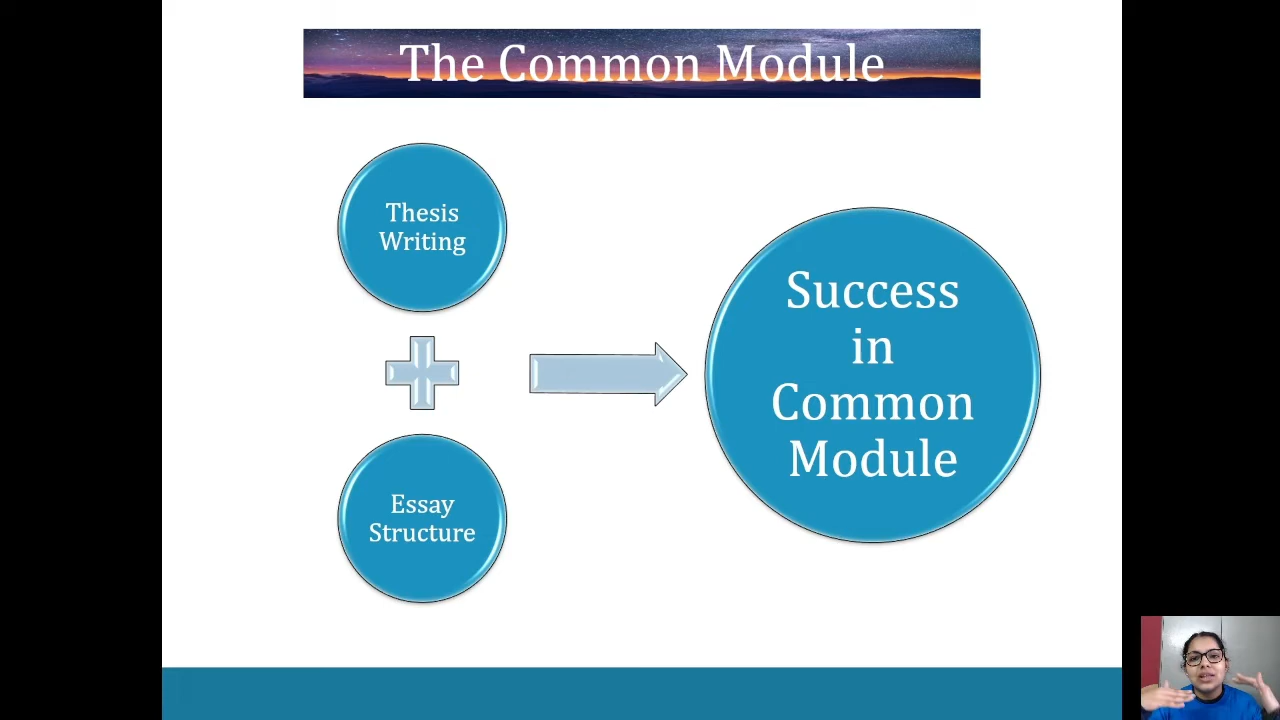 The Common Module
Thesis
Writing
Essay
Structure
Success
in
Common
Module